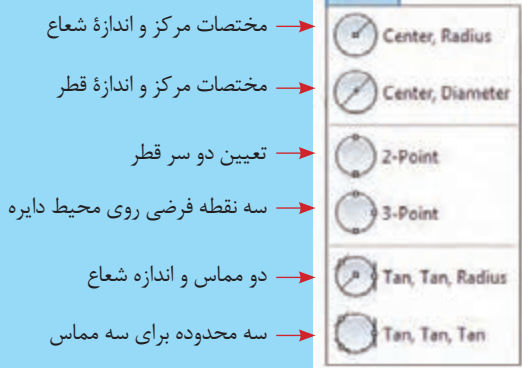 مختصات مرکز و اندازۀ شعاع
Center, Radius
مختصات مرکز و اندازۀ قطر
Center, Diameter
تعیین دو سر قطر
2-Point
سه نقطه فرضی روی محیط دایره
3-Point
دو مماس و اندازه شعاع
Tan, Tan, Radius
سه محدوده برای سه مماس
Tan, Tan, Tan